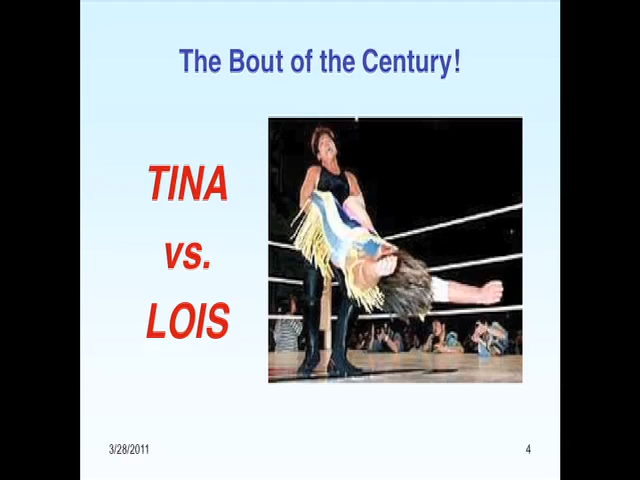 The Bout of the Century!
TINA
vs.
LOIS
3/28/2011
4